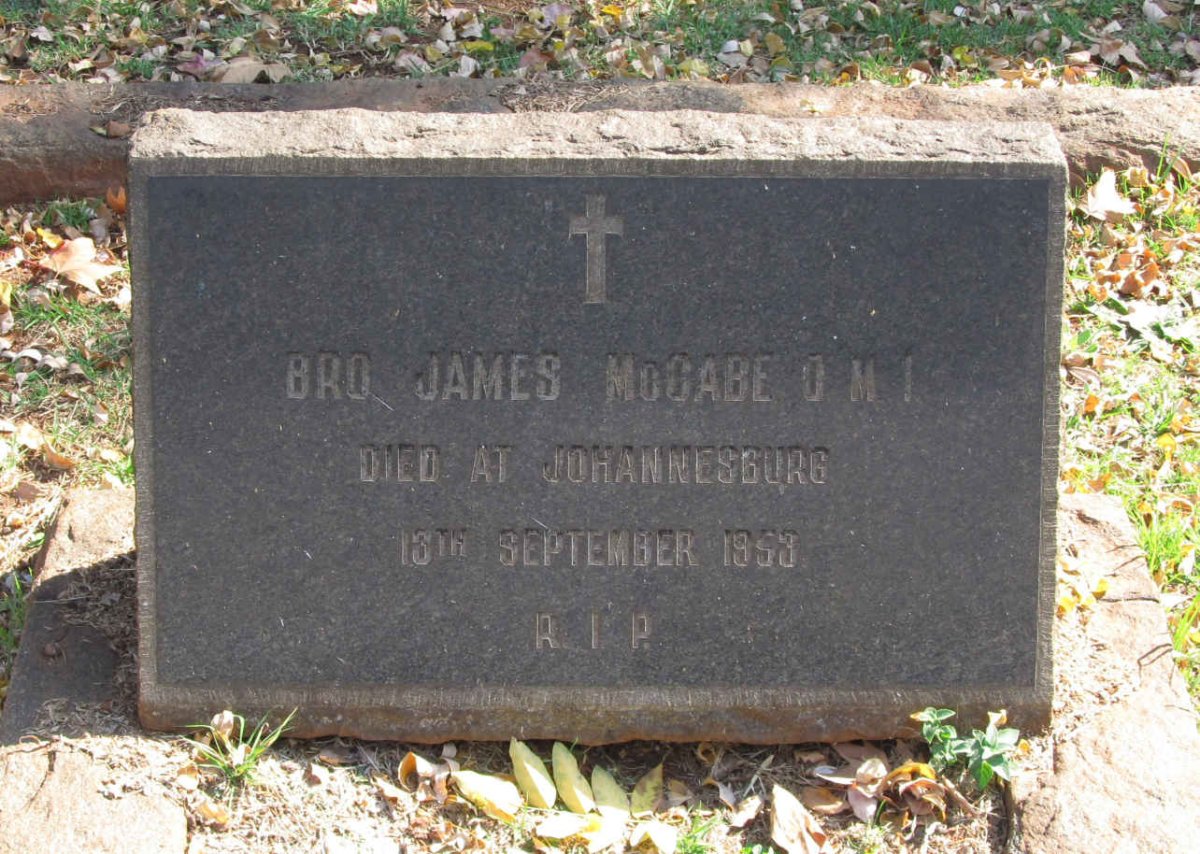 BRO JAMES McCABE O M I
DIED AT JOHANNESBURG
13TH SEPTEMBER 1953
R. I P.